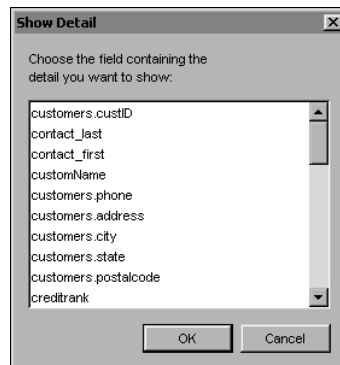 Show Detail
Choose the field containing the
detail you want to show:
customers.custID
contact_last
contact_first
customName
customers.phone
customers.address
customers.city
customers.state
customers.postalcode
creditrank
OK
Cancel